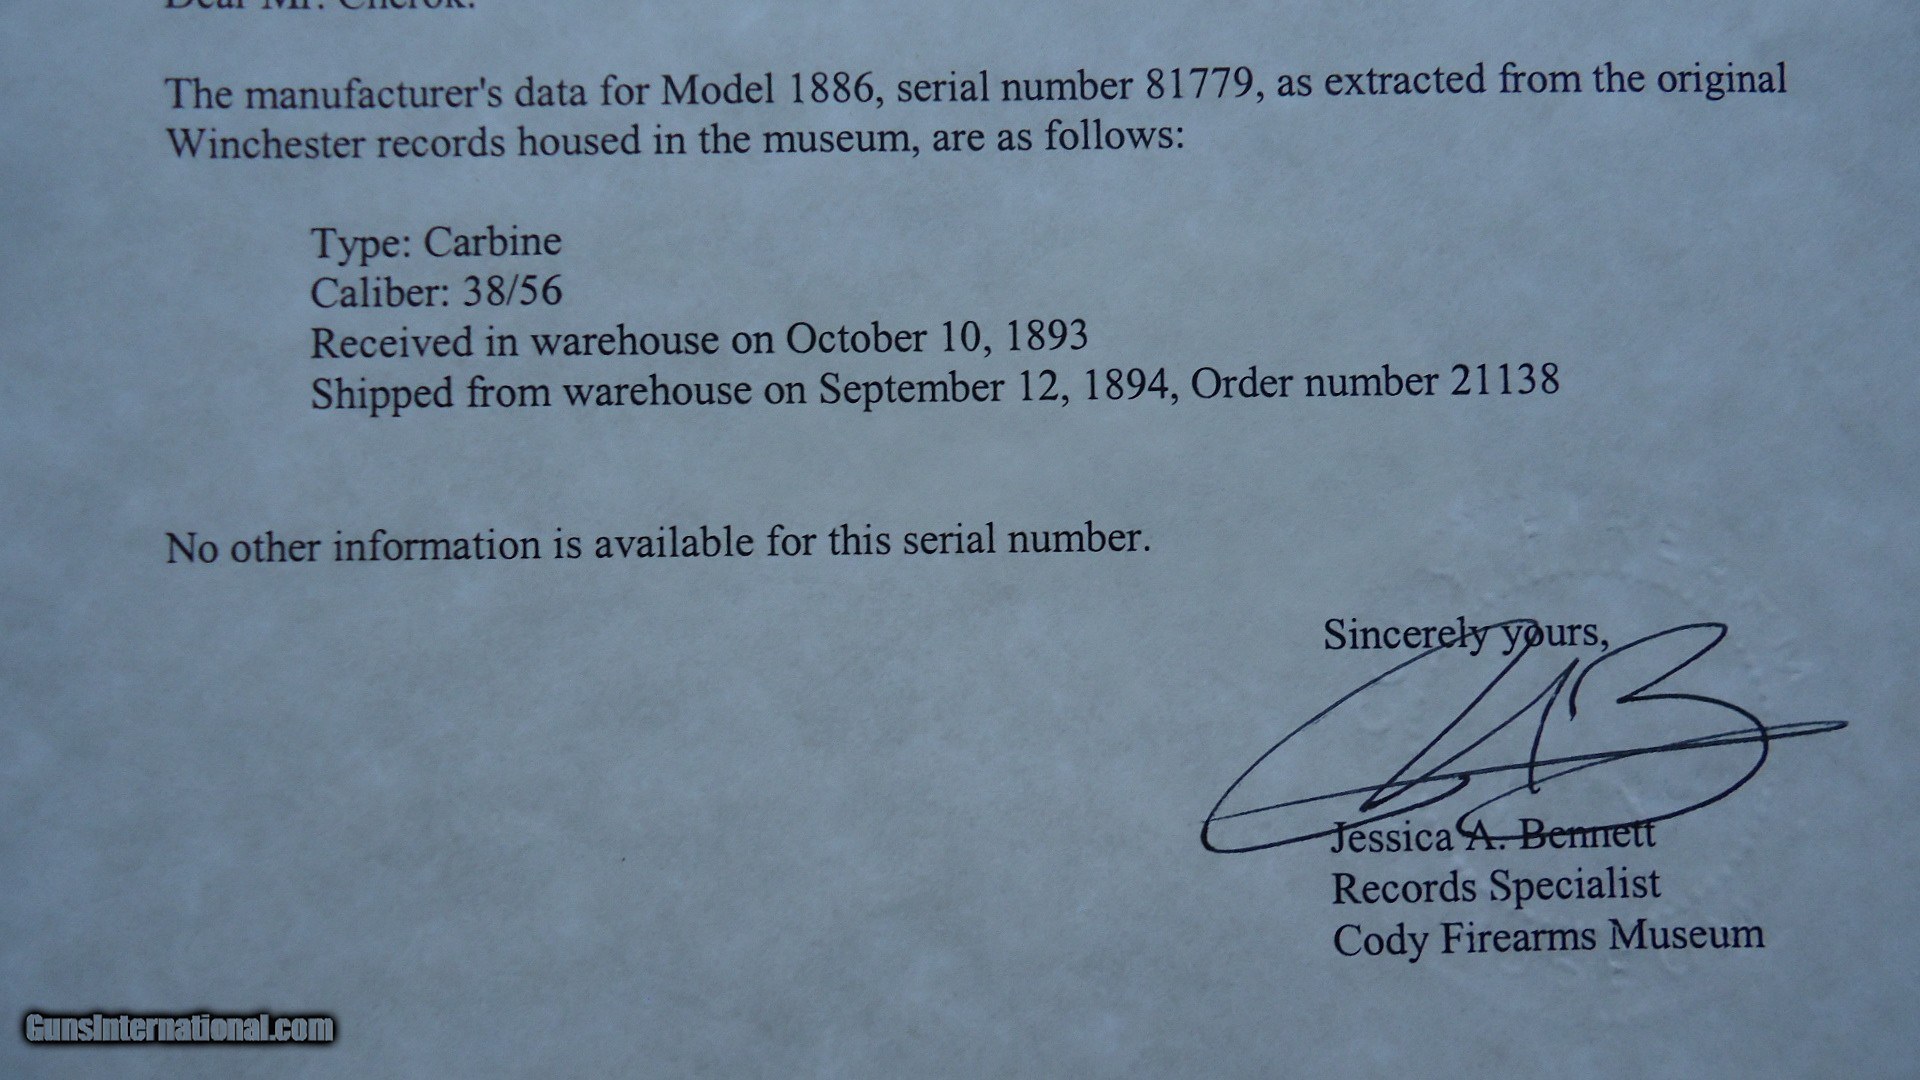 Dear Mr. Cherok:
The manufacturer's data for Model 1886, serial number 81779, as extracted from the original
Winchester records housed in the museum, are as follows:
Type: Carbine
Caliber: 38/56
Received in warehouse on October 10, 1893
Shipped from warehouse on September 12, 1894, Order number 21138
No other information is available for this serial number.
Sincerely yours,
Jessica A. Bennett
Records Specialist
Cody Firearms Museum
GunsInternational.com